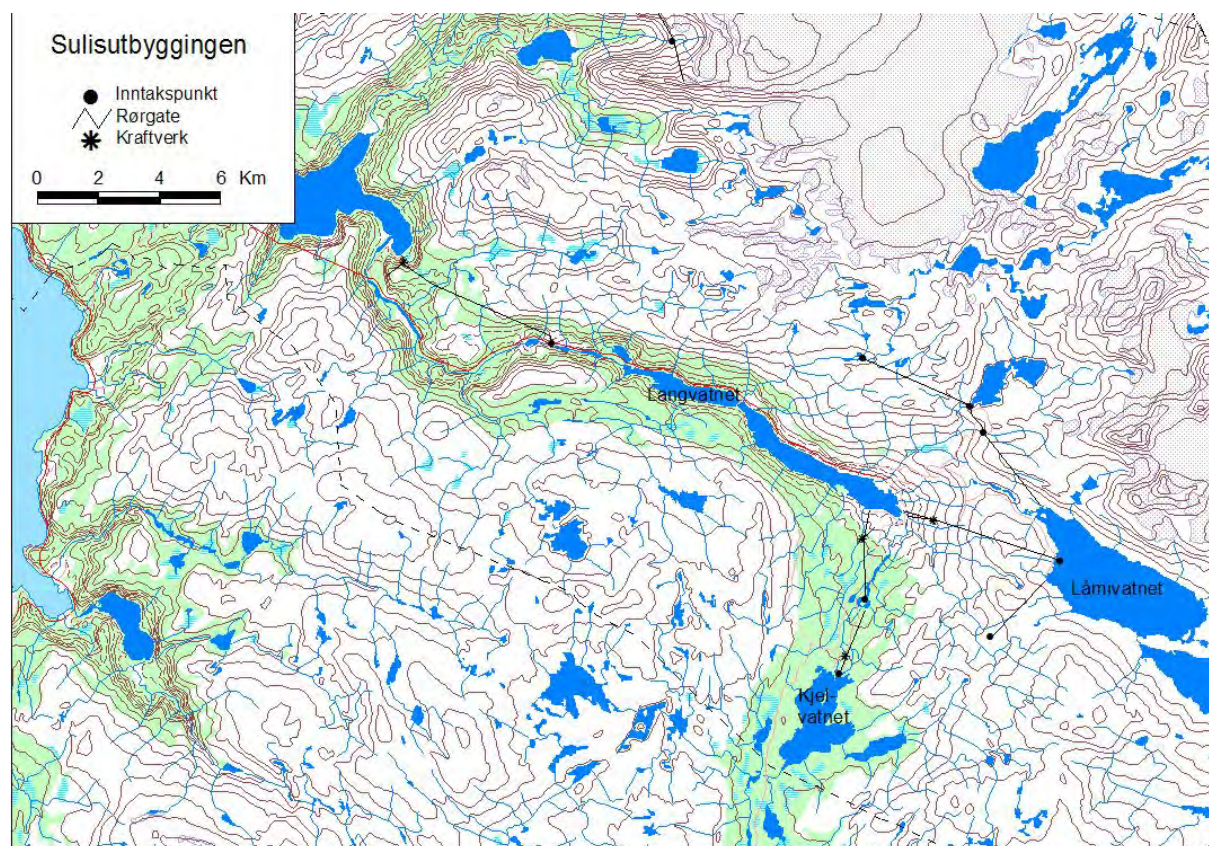 Sulisutbyggingen
Inntakspunkt
Rørgate
Kraftverk
0 2 4 6 Km
Langvatnet
Låmivatnet
Kjel-
vatnet